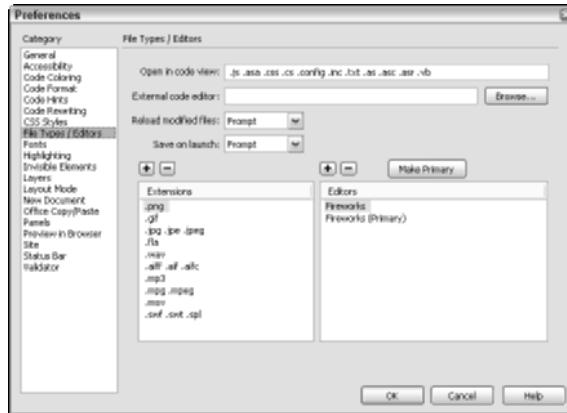 Preferences
Category
File Types / Editors
General
Accessibility
Code Coloring
Code Format
Code Hints
Code Rewriting
CSS Styles
File Types / Editors
Fonts
Highlighting
Invisible Elements
Layers
Layout Mode
New Document
Office Copy/Paste
Panels
Preview in Browser
Site
Status Bar
Validator
Open in code view: .js .asa .css .cs .config .inc .txt .as .asc .asr .vb
External code editor: Browse...
Reload modified files: Prompt
Save on launch: Prompt
Make Primary
Extensions
.png
.gif
.jpg .jpe .jpeg
.fla
.wav
.aiff .aif .aifc
.mp3
.mpg .mpeg
.mov
.swf .swt .spl
Editors
Fireworks
Fireworks (Primary)
OK Cancel Help